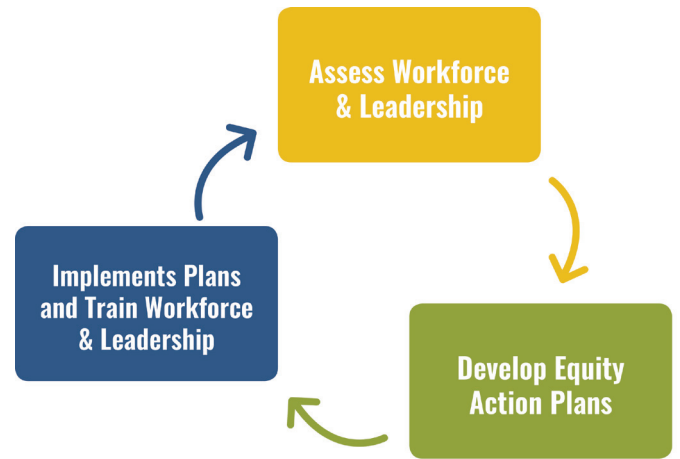 Assess Workforce
& Leadership
Develop Equity
Action Plans
Implements Plans
and Train Workforce
& Leadership